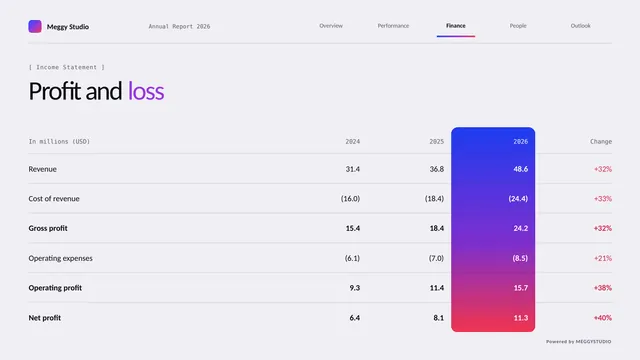 Meggy Studio Annual Report 2026 Overview Performance Finance People Outlook
[ Income Statement ]
Profit and loss
In millions (USD) 2024 2025 2026 Change
Revenue 31.4 36.8 48.6 +32%
Cost of revenue (16.0) (18.4) (24.4) +33%
Gross profit 15.4 18.4 24.2 +32%
Operating expenses (6.1) (7.0) (8.5) +21%
Operating profit 9.3 11.4 15.7 +38%
Net profit 6.4 8.1 11.3 +40%
Powered by MEGGYSTUDIO